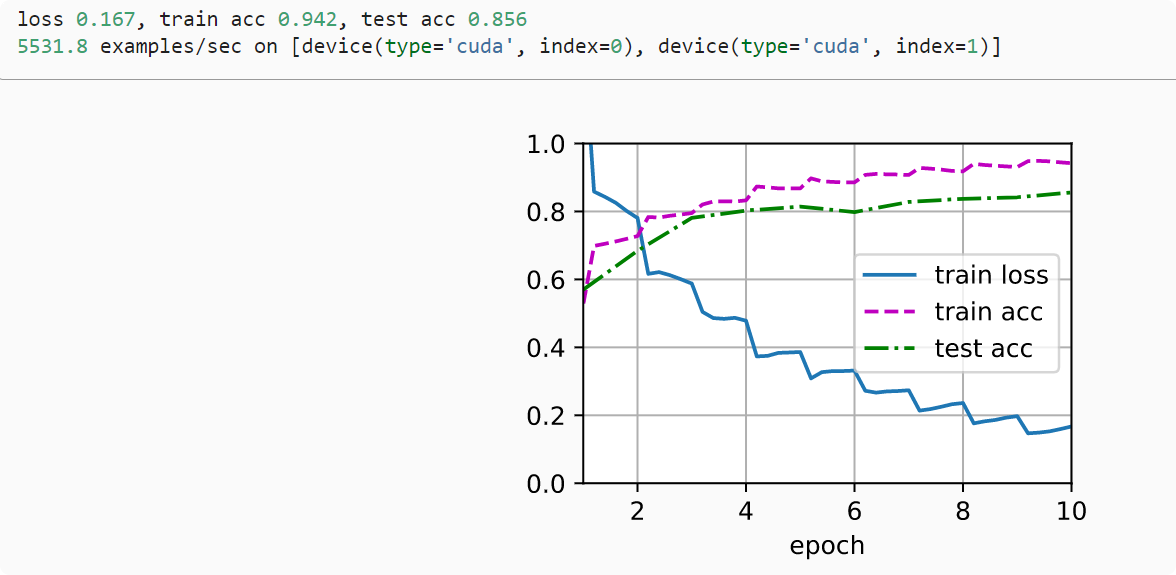 loss 0.167, train acc 0.942, test acc 0.856
5531.8 examples/sec on [device(type='cuda', index=0), device(type='cuda', index=1)]
1.0
0.8
0.6
0.4
0.2
0.0
train loss
train acc
test acc
2 4 6 8 10
epoch